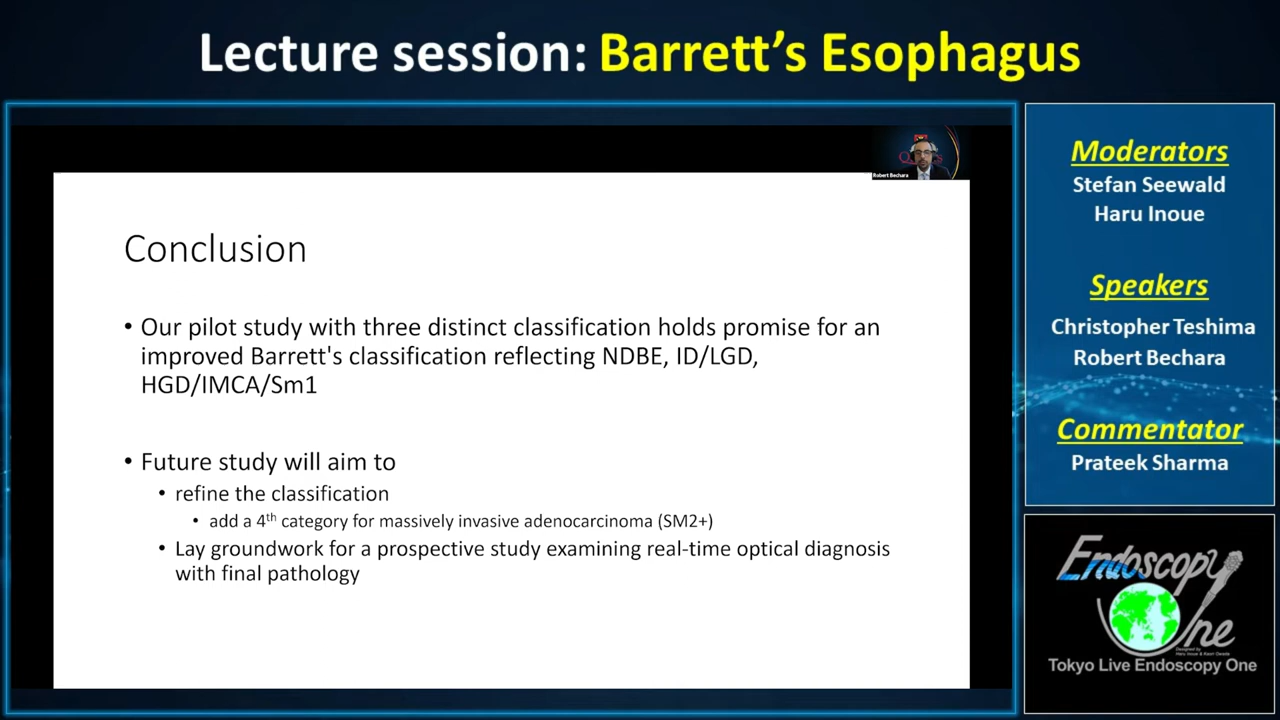 Lecture session: Barrett's Esophagus
Robert Bechara
Conclusion
• Our pilot study with three distinct classification holds promise for an
improved Barrett's classification reflecting NDBE, ID/LGD,
HGD/IMCA/Sm1
• Future study will aim to
• refine the classification
• add a 4th category for massively invasive adenocarcinoma (SM2+)
• Lay groundwork for a prospective study examining real-time optical diagnosis
with final pathology
Moderators
Stefan Seewald
Haru Inoue
Speakers
Christopher Teshima
Robert Bechara
Commentator
Prateek Sharma
Endoscopy
One
Tokyo Live Endoscopy One